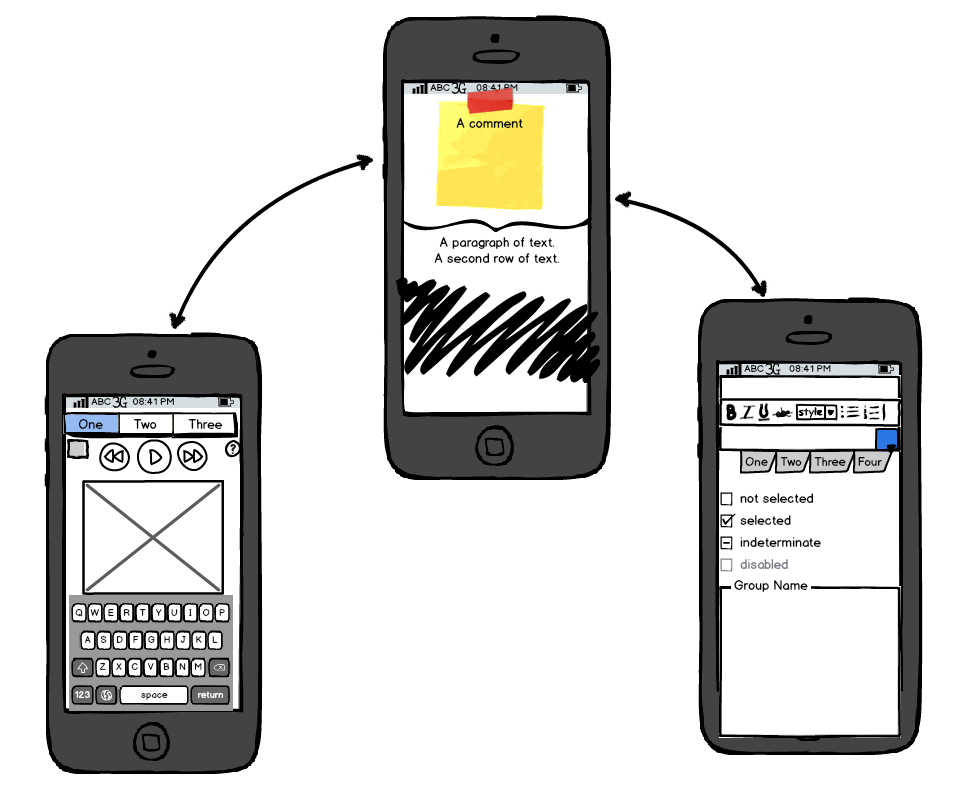 ABC 3G 08:41 PM
A comment
A paragraph of text.
A second row of text.
ABC 3G 08:41 PM
One Two Three
?
Q W E R T Y U I O P
A S D F G H J K L
Z X C V B N M
123 space return
ABC 3G 08:41 PM
B I U abc style
One Two Three Four
not selected
selected
indeterminate
disabled
Group Name